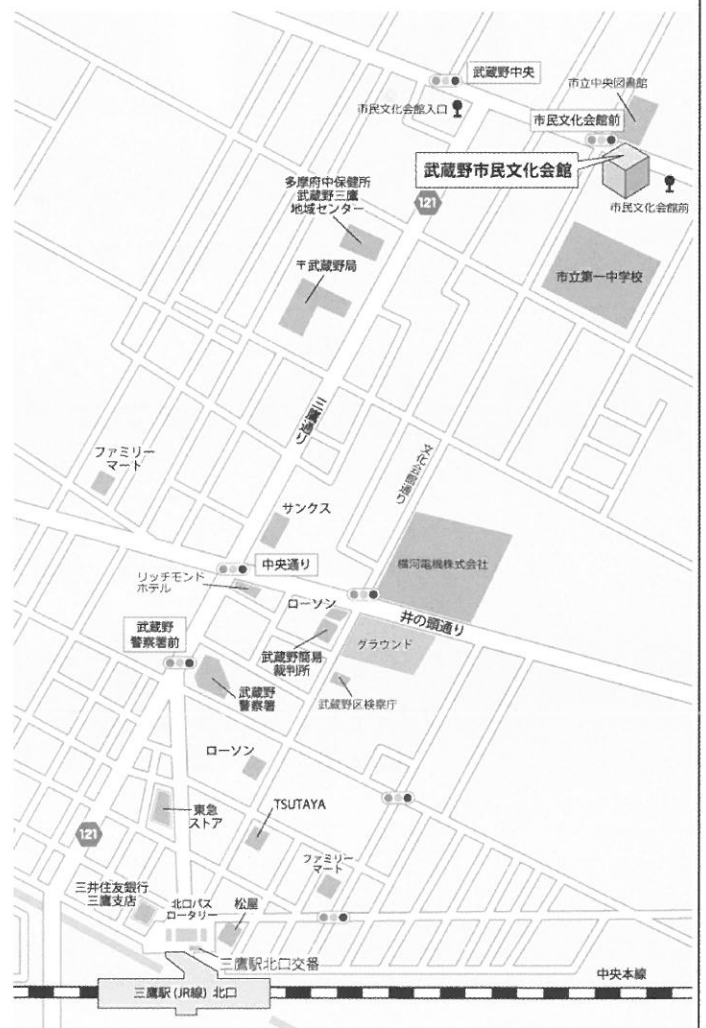 武蔵野中央
市立中央図書館
市民文化会館入口
市民文化会館前
武蔵野市民文化会館
多摩府中保健所
武蔵野三鷹
地域センター
121
市民文化会館前
〒武蔵野局
市立第一中学校
三鷹通り
文化会館通り
ファミリー
マート
サンクス
中央通り
横河電機株式会社
リッチモンド
ホテル
ローソン
井の頭通り
武蔵野
警察署前
グラウンド
武蔵野簡易
裁判所
武蔵野
警察署
武蔵野区検察庁
ローソン
東急
ストア
TSUTAYA
121
ファミリー
マート
三井住友銀行
三鷹支店
北口バス
ロータリー
松屋
三鷹駅北口交番
中央本線
三鷹駅(JR線) 北口